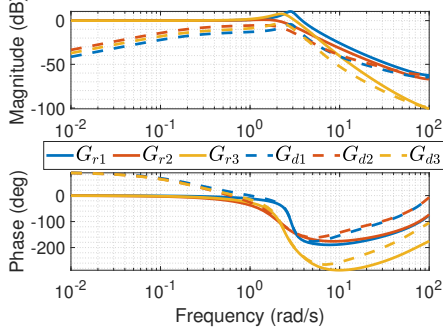 Magnitude (dB)
0
-50
-100
10^-2 10^-1 10^0 10^1 10^2
G_r1 G_r2 G_r3 G_d1 G_d2 G_d3
Phase (deg)
0
-100
-200
10^-2 10^-1 10^0 10^1 10^2
Frequency (rad/s)